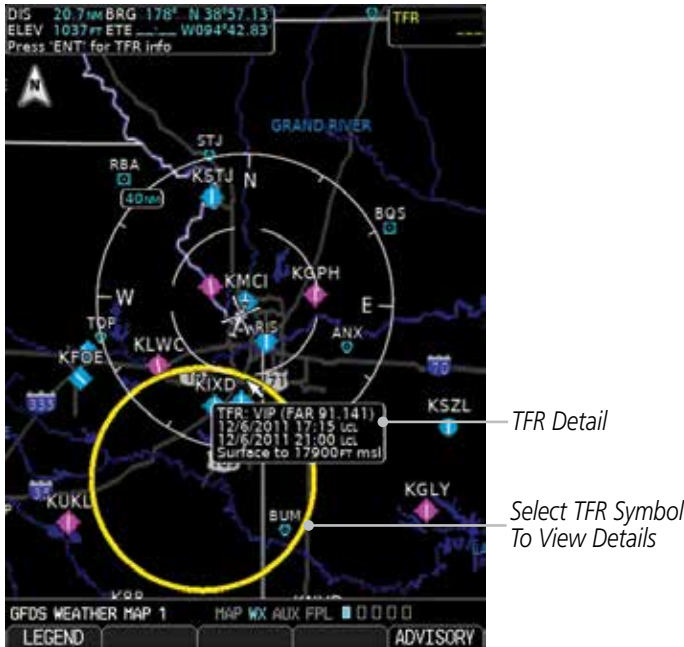 DIS 20.7NM BRG 178° N 38°57.13'
ELEV 1037FT ETE __:__ W094°42.83'
Press 'ENT' for TFR info
TFR
___
N
GRAND RIVER
STJ
RBA
KSTJ
N
40NM
BQS
KMCI
KGPH
W
E
TOP
RIS
ANX
KFOE
KLWC
70
KIXD
335
TFR: VIP (FAR 91.141)
12/6/2011 17:15 LCL
12/6/2011 21:00 LCL
Surface to 17900FT msl
KSZL
TFR Detail
35
KUKL
KGLY
BUM
Select TFR Symbol
To View Details
GFDS WEATHER MAP 1
MAP WX AUX FPL
LEGEND
ADVISORY